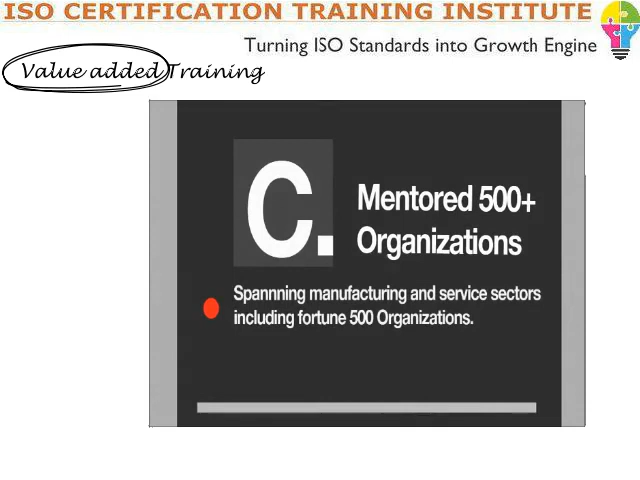 ISO CERTIFICATION TRAINING INSTITUTE
Turning ISO Standards into Growth Engine
Value added Training
C.
Mentored 500+
Organizations
Spannning manufacturing and service sectors
including fortune 500 Organizations.